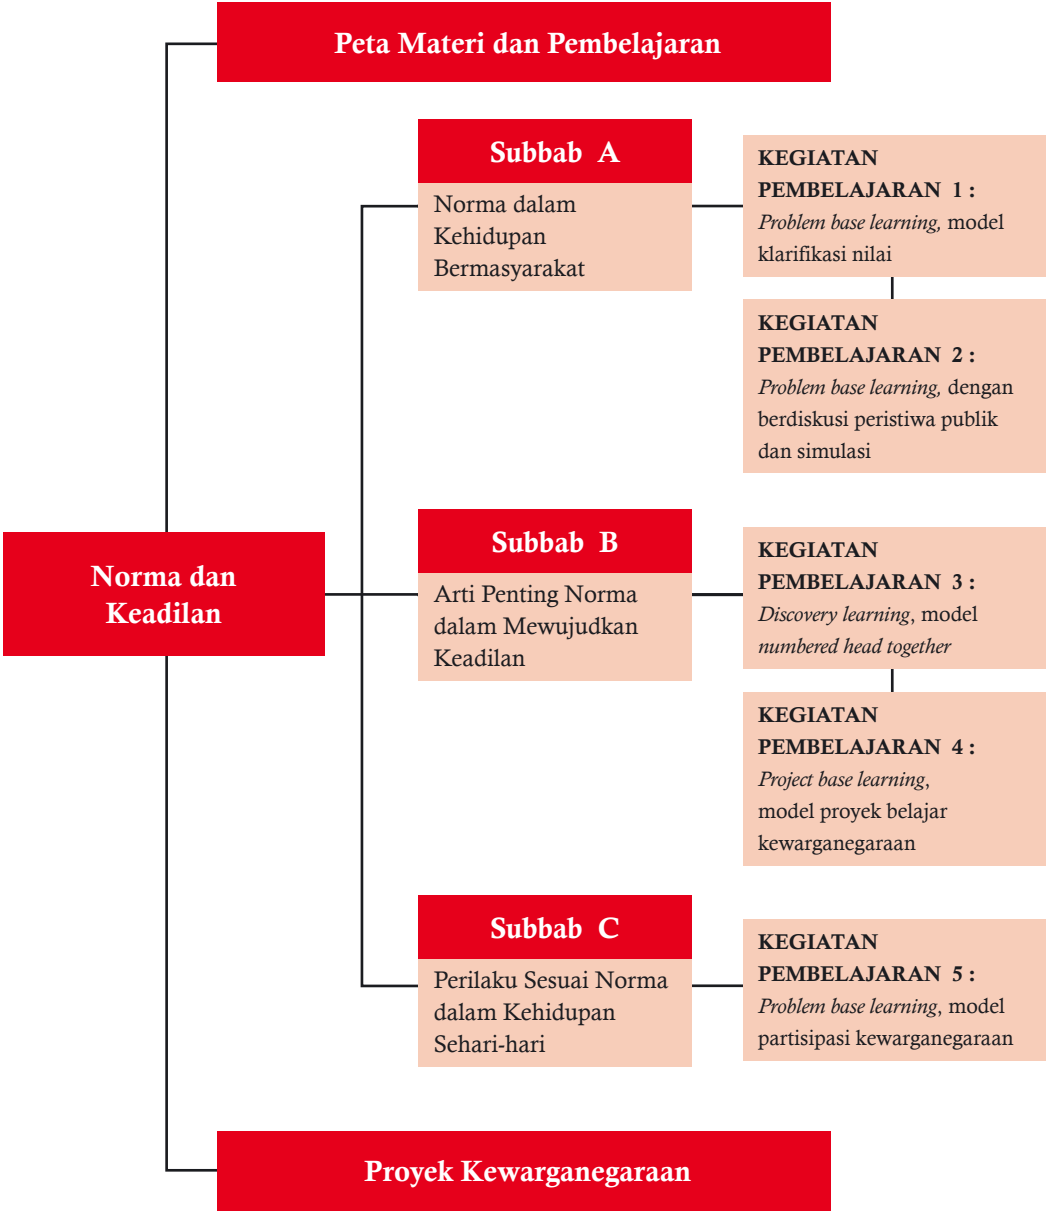 Peta Materi dan Pembelajaran
Subbab A
Norma dalam
Kehidupan
Bermasyarakat
KEGIATAN
PEMBELAJARAN 1 :
Problem base learning, model
klarifikasi nilai
KEGIATAN
PEMBELAJARAN 2 :
Problem base learning, dengan
berdiskusi peristiwa publik
dan simulasi
Norma dan
Keadilan
Subbab B
Arti Penting Norma
dalam Mewujudkan
Keadilan
KEGIATAN
PEMBELAJARAN 3 :
Discovery learning, model
numbered head together
KEGIATAN
PEMBELAJARAN 4 :
Project base learning,
model proyek belajar
kewarganegaraan
Subbab C
Perilaku Sesuai Norma
dalam Kehidupan
Sehari-hari
KEGIATAN
PEMBELAJARAN 5 :
Problem base learning, model
partisipasi kewarganegaraan
Proyek Kewarganegaraan